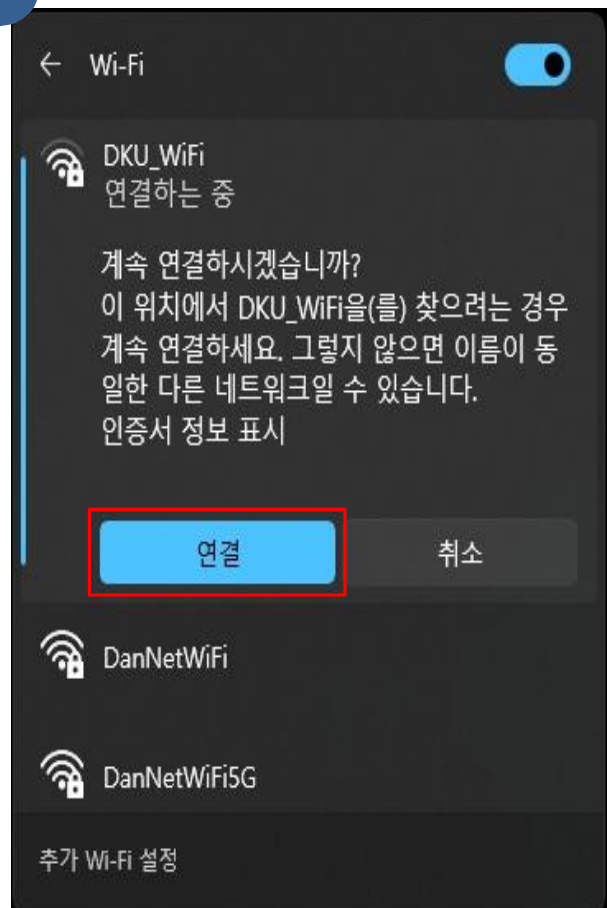 Wi-Fi
DKU_WiFi
연결하는 중
계속 연결하시겠습니까?
이 위치에서 DKU_WiFi을(를) 찾으려는 경우
계속 연결하세요. 그렇지 않으면 이름이 동
일한 다른 네트워크일 수 있습니다.
인증서 정보 표시
연결 취소
DanNetWiFi
DanNetWiFi5G
추가 Wi-Fi 설정